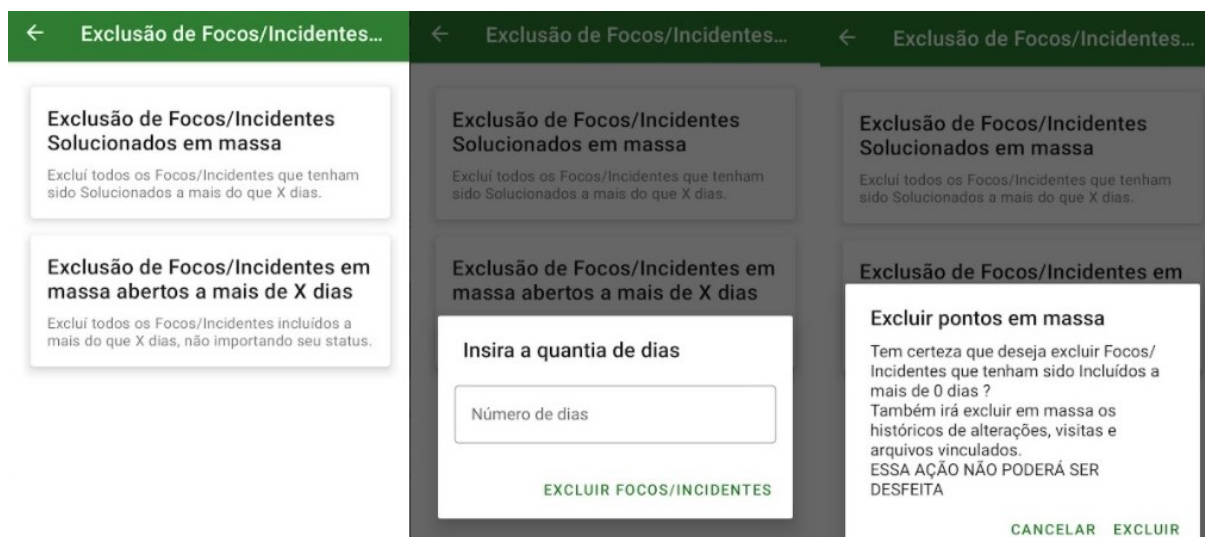 Exclusão de Focos/Incidentes...
Exclusão de Focos/Incidentes
Solucionados em massa
Excluí todos os Focos/Incidentes que tenham
sido Solucionados a mais do que X dias.
Exclusão de Focos/Incidentes em
massa abertos a mais de X dias
Excluí todos os Focos/Incidentes incluídos a
mais do que X dias, não importando seu status.
Exclusão de Focos/Incidentes...
Exclusão de Focos/Incidentes
Solucionados em massa
Excluí todos os Focos/Incidentes que tenham
sido Solucionados a mais do que X dias.
Exclusão de Focos/Incidentes em
massa abertos a mais de X dias
Insira a quantia de dias
Número de dias
EXCLUIR FOCOS/INCIDENTES
Exclusão de Focos/Incidentes...
Exclusão de Focos/Incidentes
Solucionados em massa
Excluí todos os Focos/Incidentes que tenham
sido Solucionados a mais do que X dias.
Exclusão de Focos/Incidentes em
Excluir pontos em massa
Tem certeza que deseja excluir Focos/
Incidentes que tenham sido Incluídos a
mais de 0 dias ?
Também irá excluir em massa os
históricos de alterações, visitas e
arquivos vinculados.
ESSA AÇÃO NÃO PODERÁ SER
DESFEITA
CANCELAR EXCLUIR